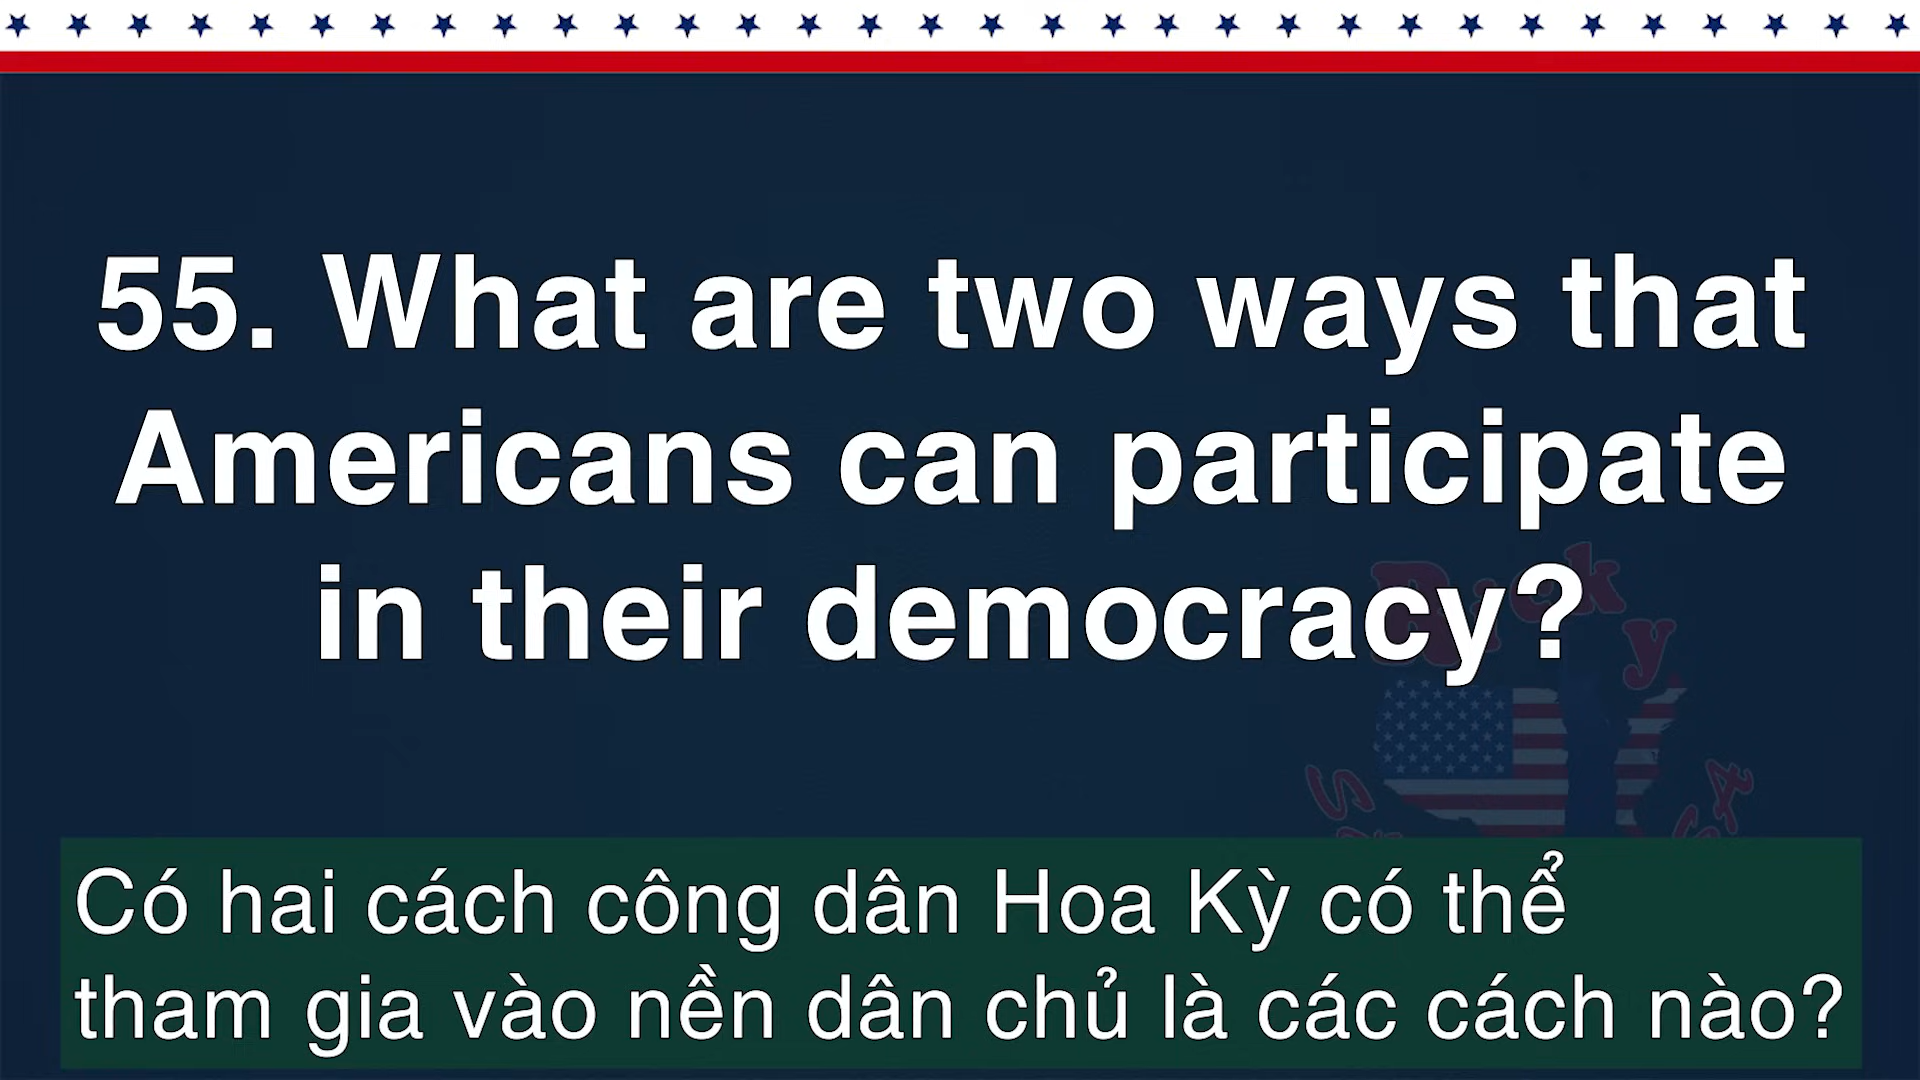 55. What are two ways that
Americans can participate
in their democracy?
Có hai cách công dân Hoa Kỳ có thể
tham gia vào nền dân chủ là các cách nào?